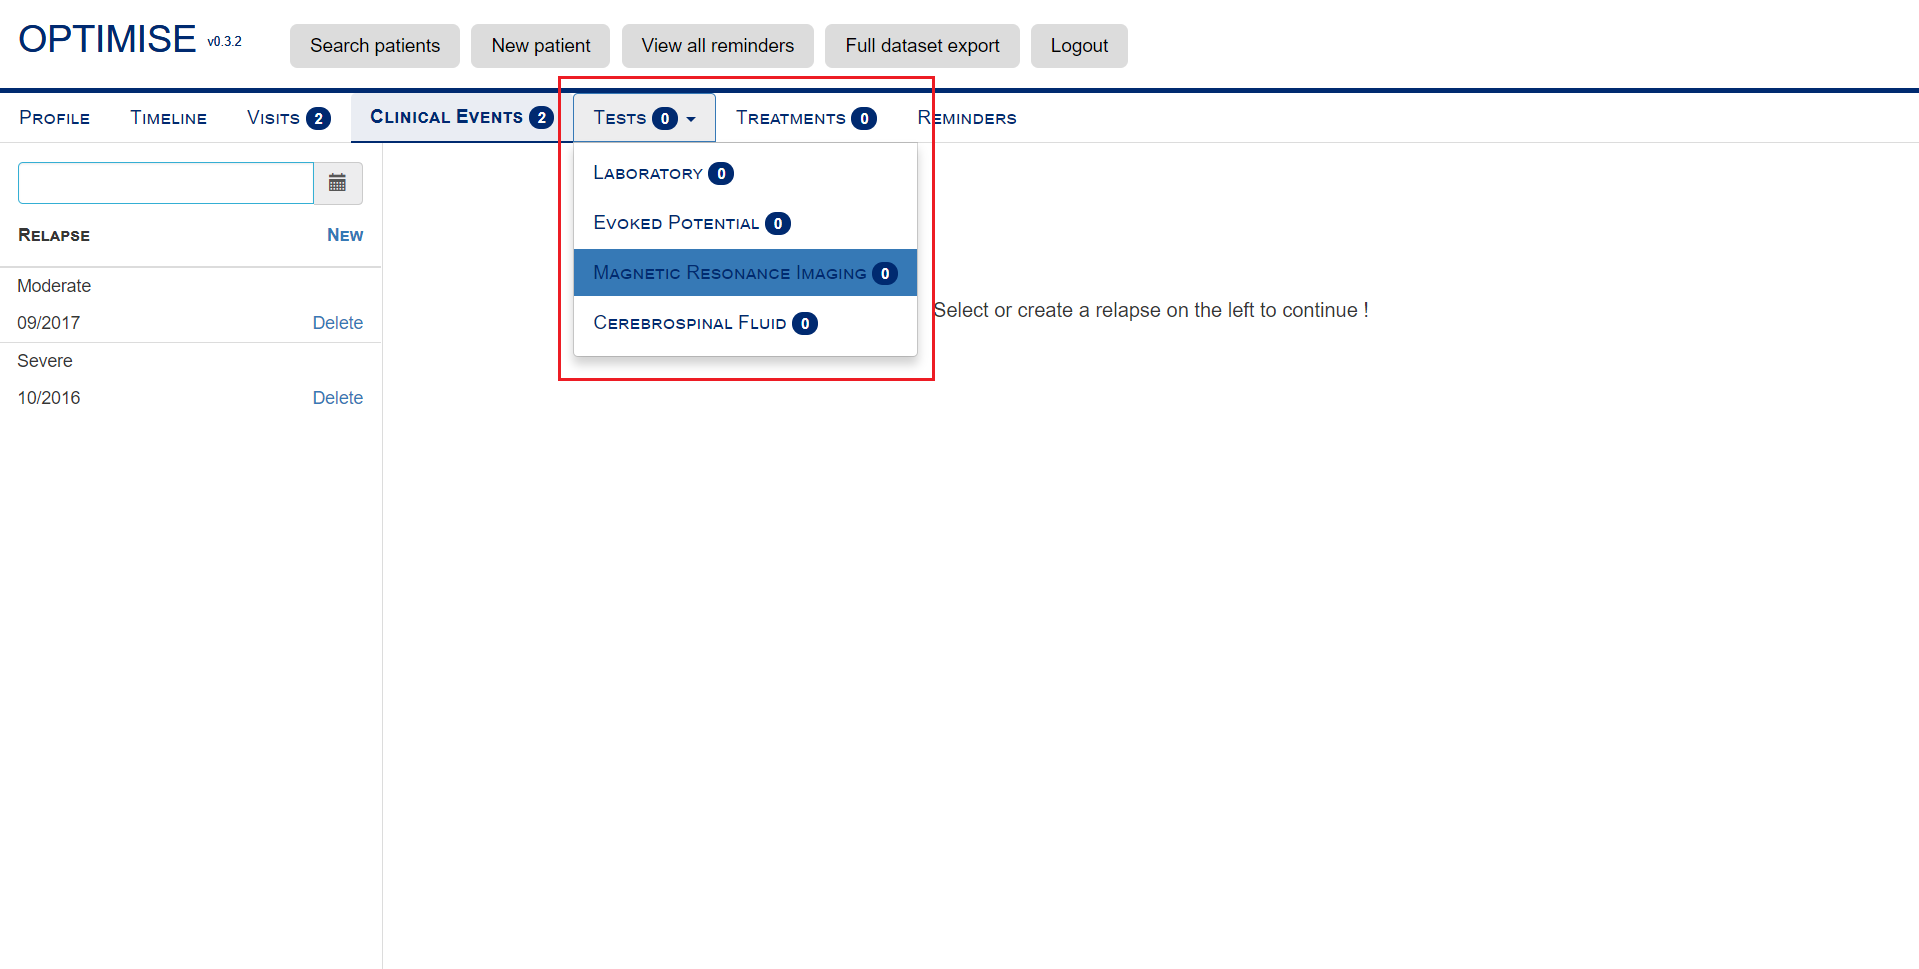 OPTIMISE v0.3.2 Search patients New patient View all reminders Full dataset export Logout
Profile Timeline Visits 2 Clinical Events 2 Tests 0 Treatments 0 Reminders
Laboratory 0
Evoked Potential 0
Relapse New
Magnetic Resonance Imaging 0
Moderate
Select or create a relapse on the left to continue !
09/2017 Delete
Cerebrospinal Fluid 0
Severe
10/2016 Delete